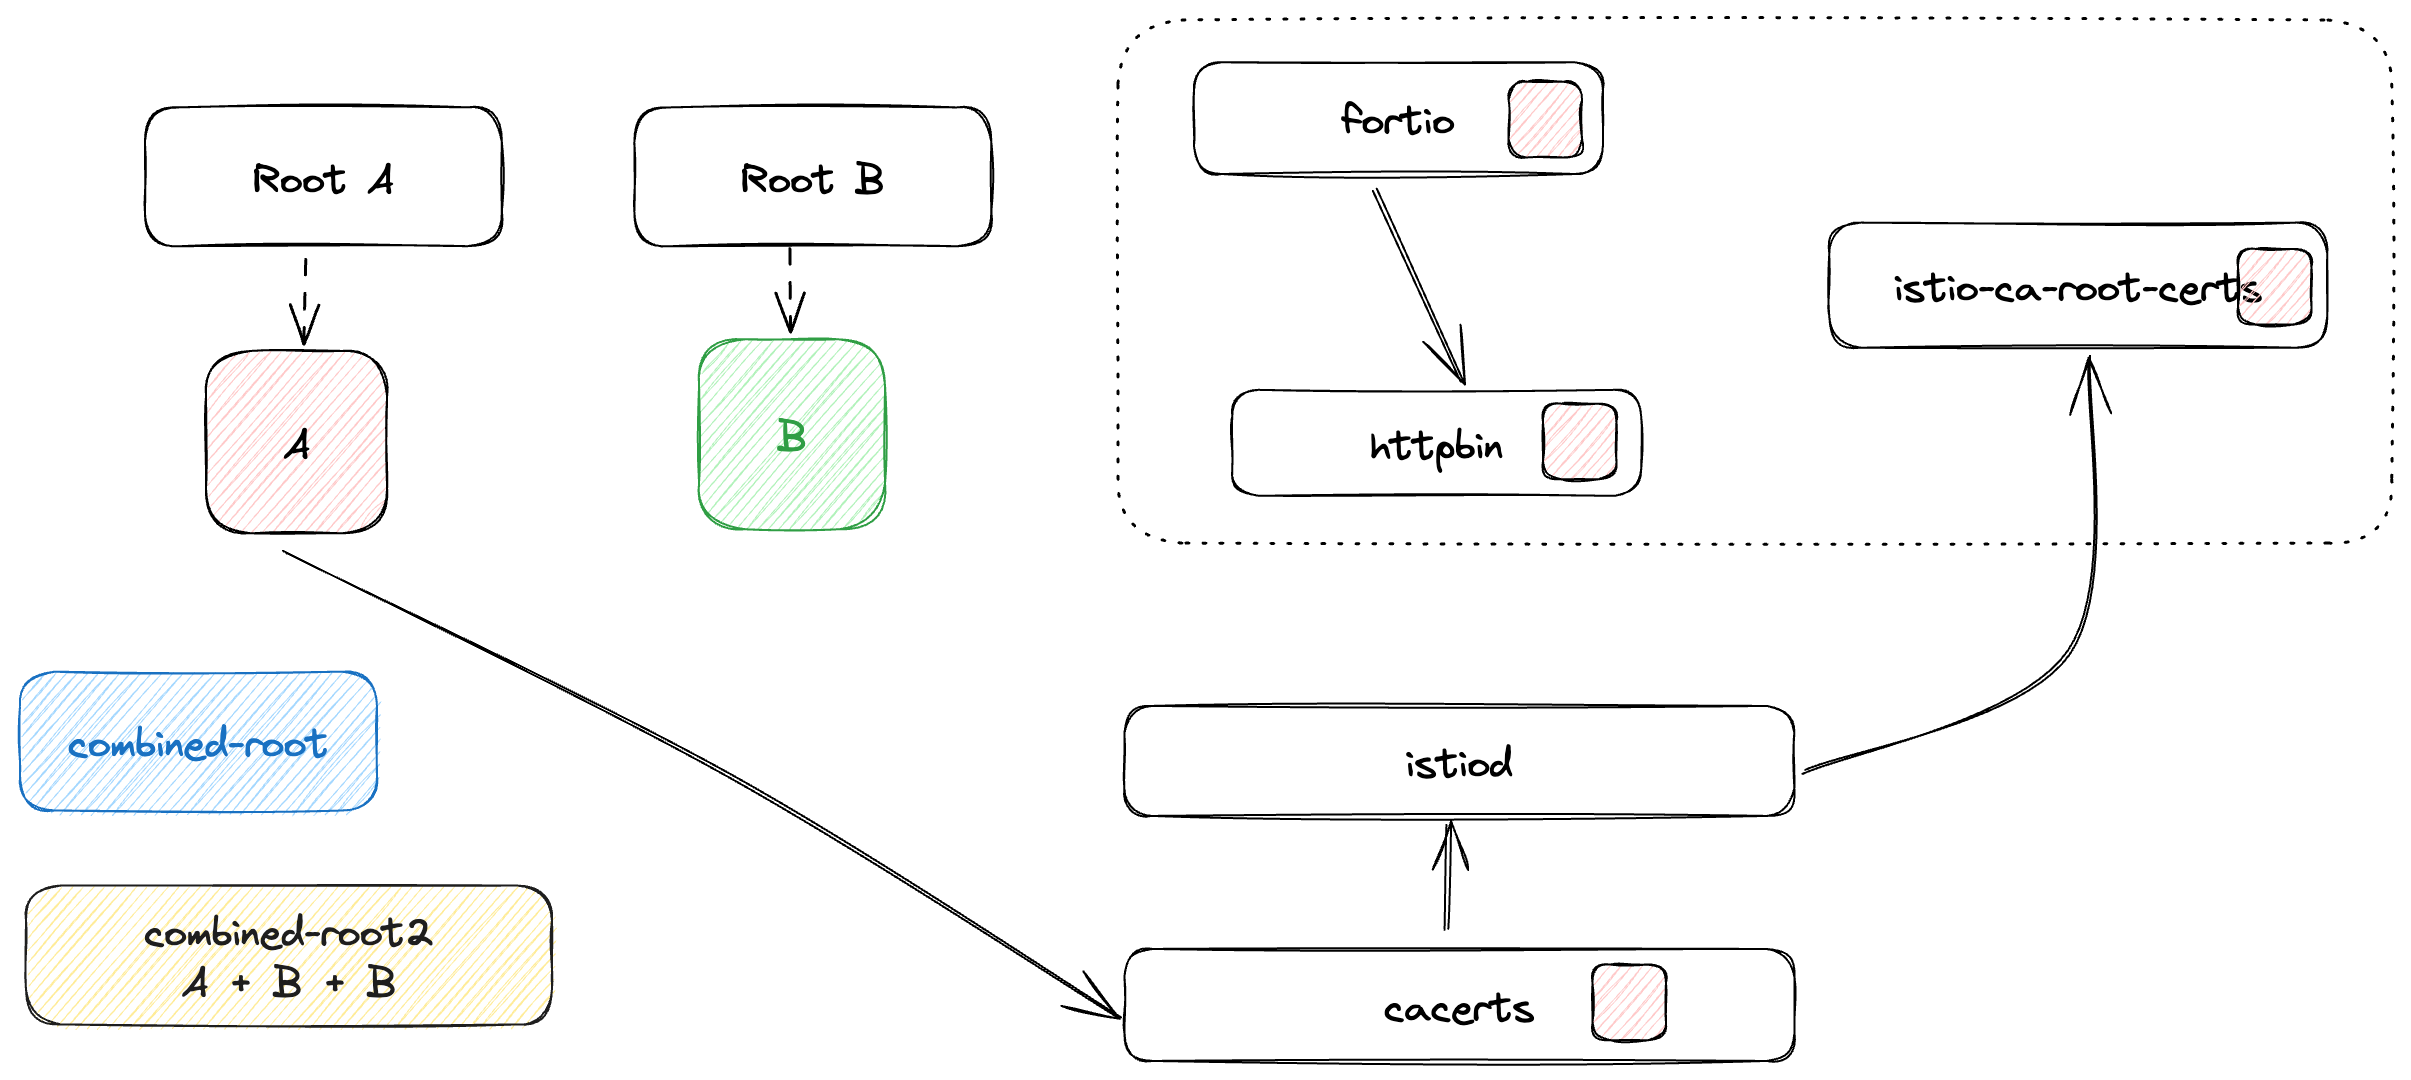 Root A
Root B
fortio
istio-ca-root-certs
A
B
httpbin
combined-root
istiod
combined-root2
A + B + B
cacerts